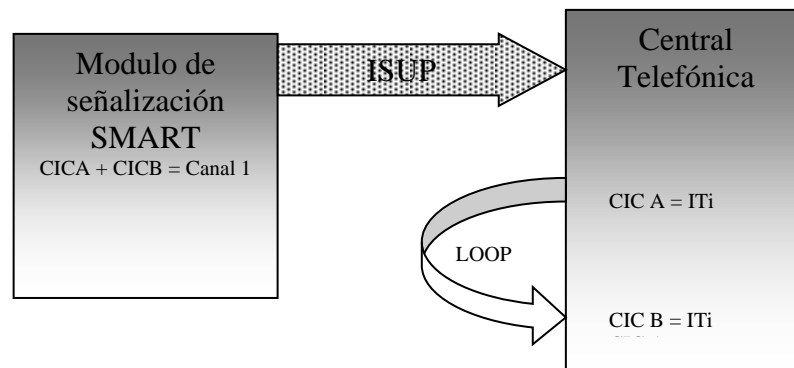 Modulo de
señalización
SMART
CICA + CICB = Canal 1
ISUP
Central
Telefónica
CIC A = ITi
LOOP
CIC B = ITi